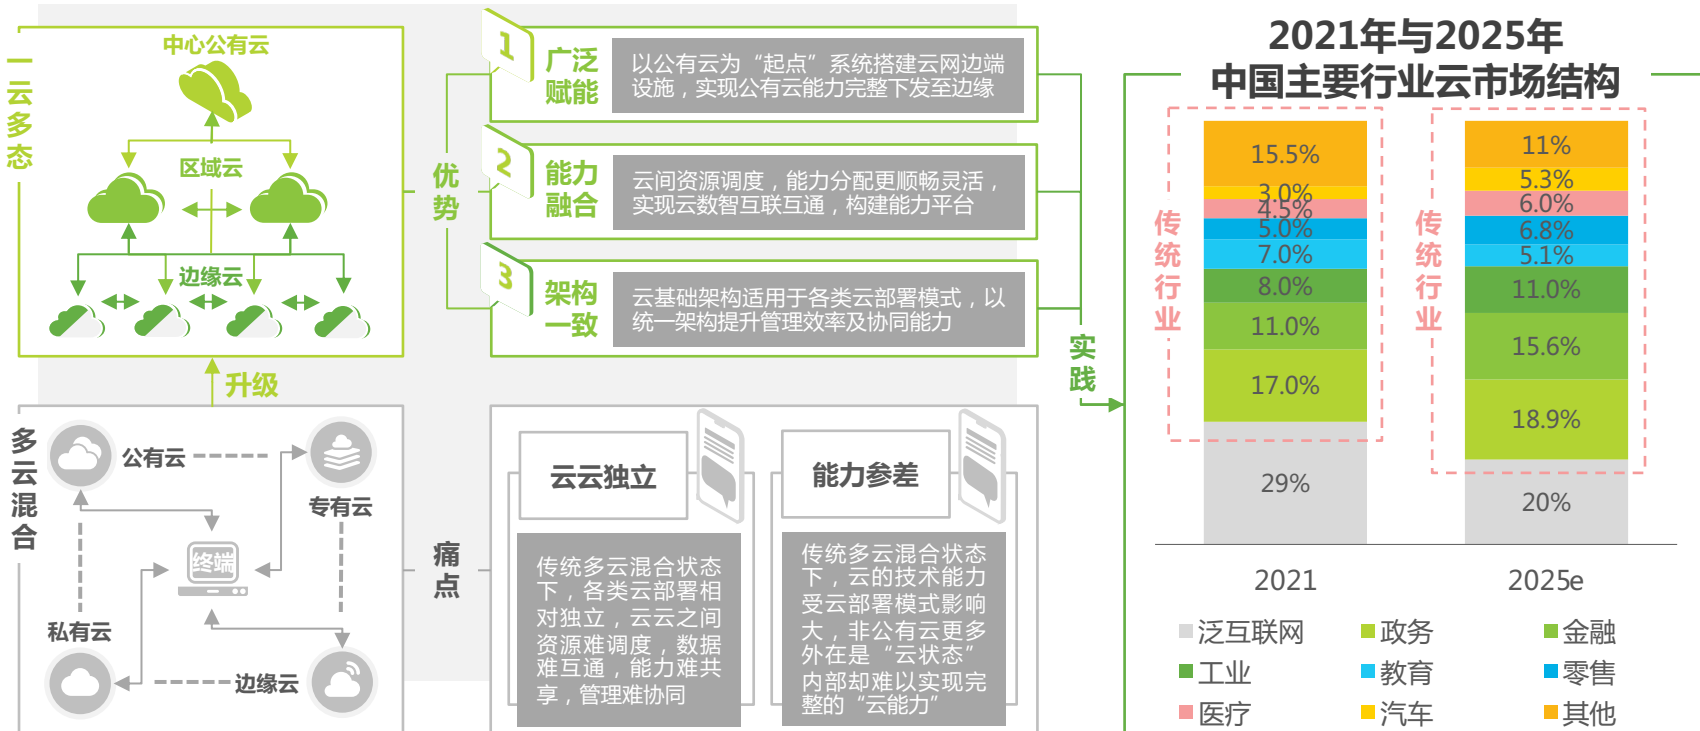 一云多态
中心公有云
区域云
边缘云
升级
多云混合
公有云
专有云
终端
私有云
边缘云
优势
1
广泛
赋能
以公有云为“起点”系统搭建云网边端
设施，实现公有云能力完整下发至边缘
2
能力
融合
云间资源调度，能力分配更顺畅灵活，
实现云数智互联互通，构建能力平台
3
架构
一致
云基础架构适用于各类云部署模式，以
统一架构提升管理效率及协同能力
痛点
云云独立
传统多云混合状态
下，各类云部署相
对独立，云云之间
资源难调度，数据
难互通，能力难共
享，管理难协同
能力参差
传统多云混合状态
下，云的技术能力
受云部署模式影响
大，非公有云更多
外在是“云状态”
内部却难以实现完
整的“云能力”
实践
2021年与2025年
中国主要行业云市场结构
传统行业
15.5%
3.0%
4.5%
5.0%
7.0%
8.0%
11.0%
17.0%
29%
2021
传统行业
11%
5.3%
6.0%
6.8%
5.1%
11.0%
15.6%
18.9%
20%
2025e
泛互联网 政务 金融
工业 教育 零售
医疗 汽车 其他